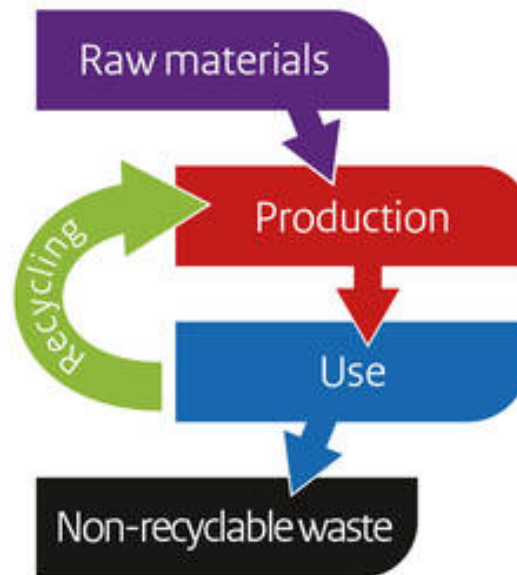 Raw materials
Production
Recycling
Use
Non-recyclable waste